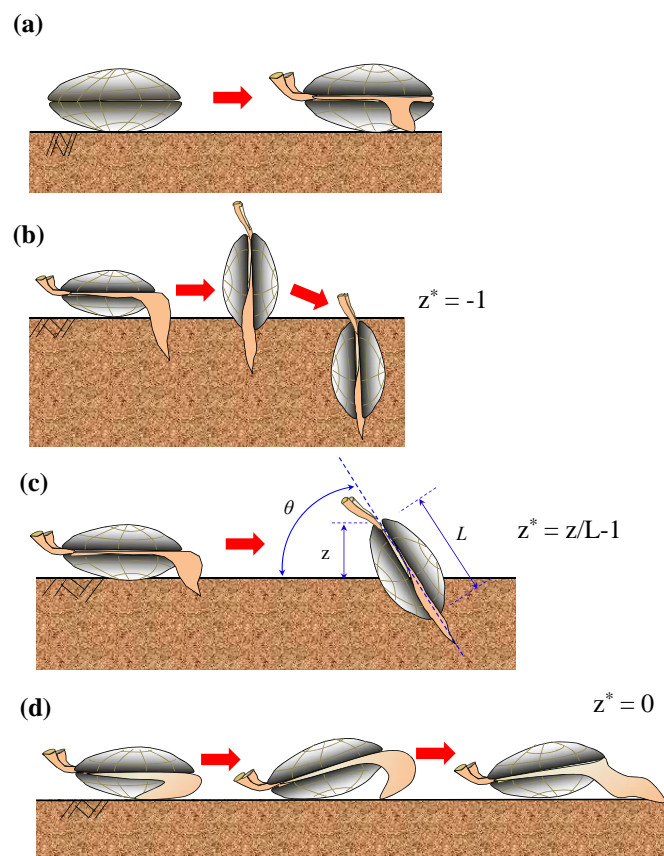 (a)
(b)
z* = -1
(c)
θ
z
L
z* = z/L-1
z* = 0
(d)